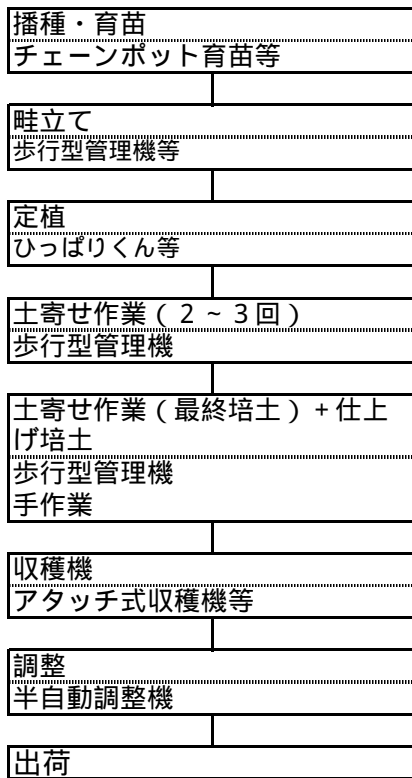 播種・育苗
チェーンポット育苗等
畦立て
歩行型管理機等
定植
ひっぱりくん等
土寄せ作業（２～３回）
歩行型管理機
土寄せ作業（最終培土）+仕上
げ培土
歩行型管理機
手作業
収穫機
アタッチ式収穫機等
調整
半自動調整機
出荷